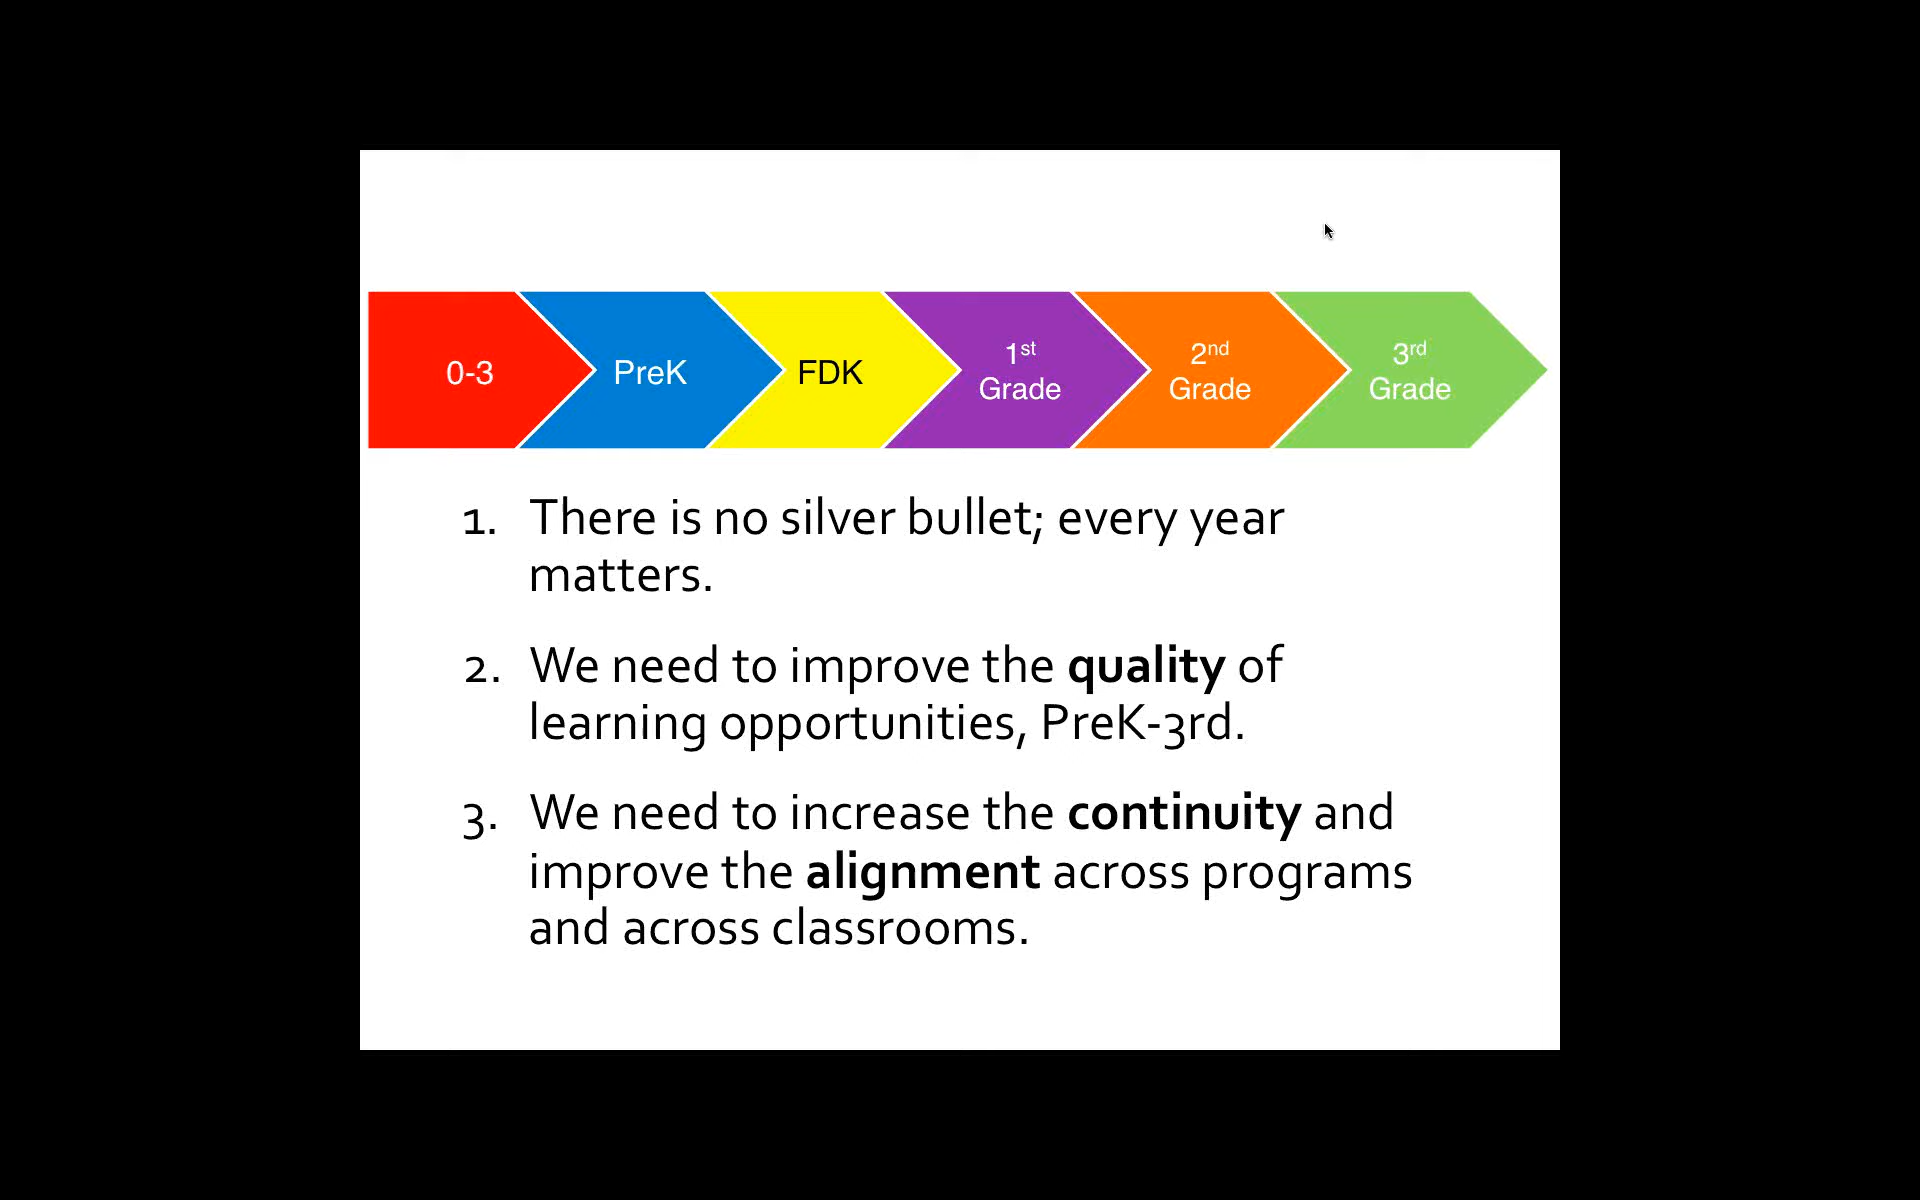 0-3
PreK
FDK
1st
Grade
2nd
Grade
3rd
Grade
1. There is no silver bullet; every year
matters.
2. We need to improve the quality of
learning opportunities, PreK-3rd.
3. We need to increase the continuity and
improve the alignment across programs
and across classrooms.